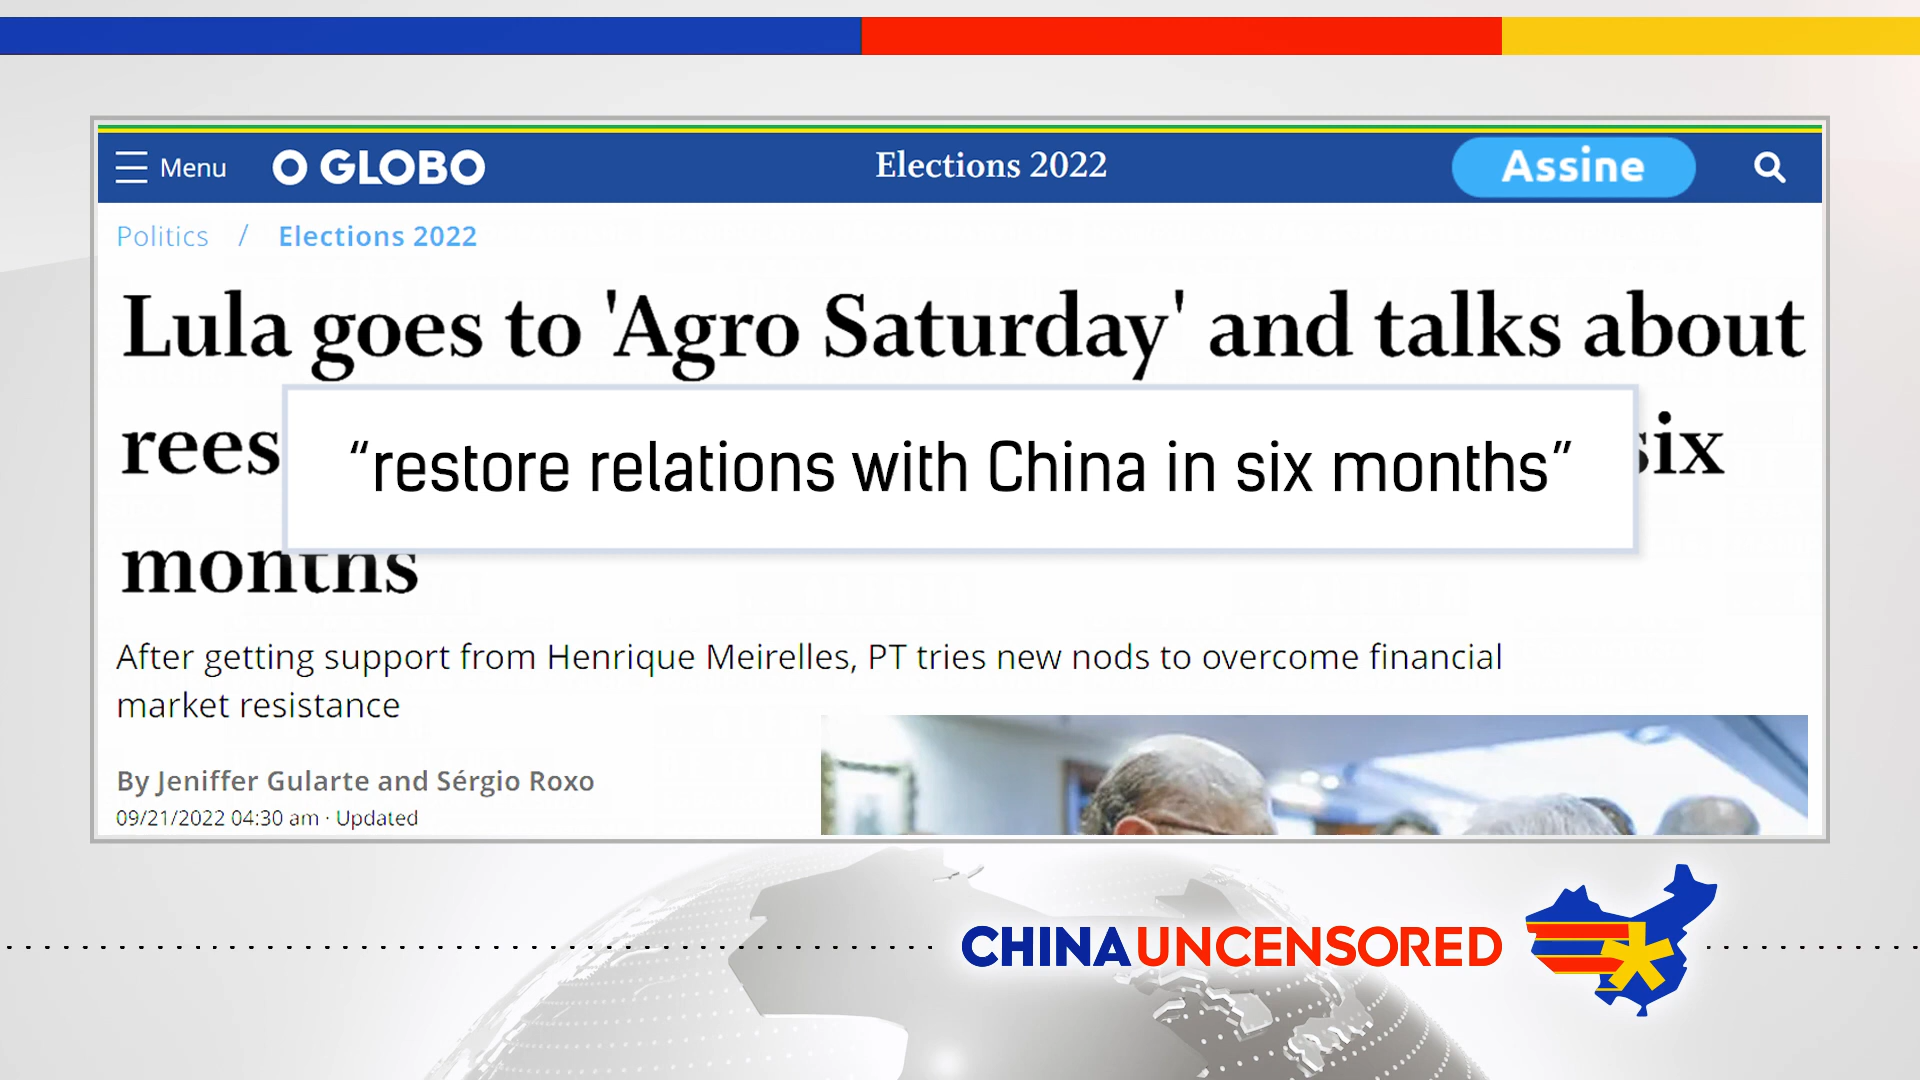 Menu O GLOBO Elections 2022 Assine
Politics / Elections 2022
Lula goes to 'Agro Saturday' and talks about
rees six
“restore relations with China in six months”
months
After getting support from Henrique Meirelles, PT tries new nods to overcome financial
market resistance
By Jeniffer Gularte and Sérgio Roxo
09/21/2022 04:30 am · Updated
CHINAUNCENSORED